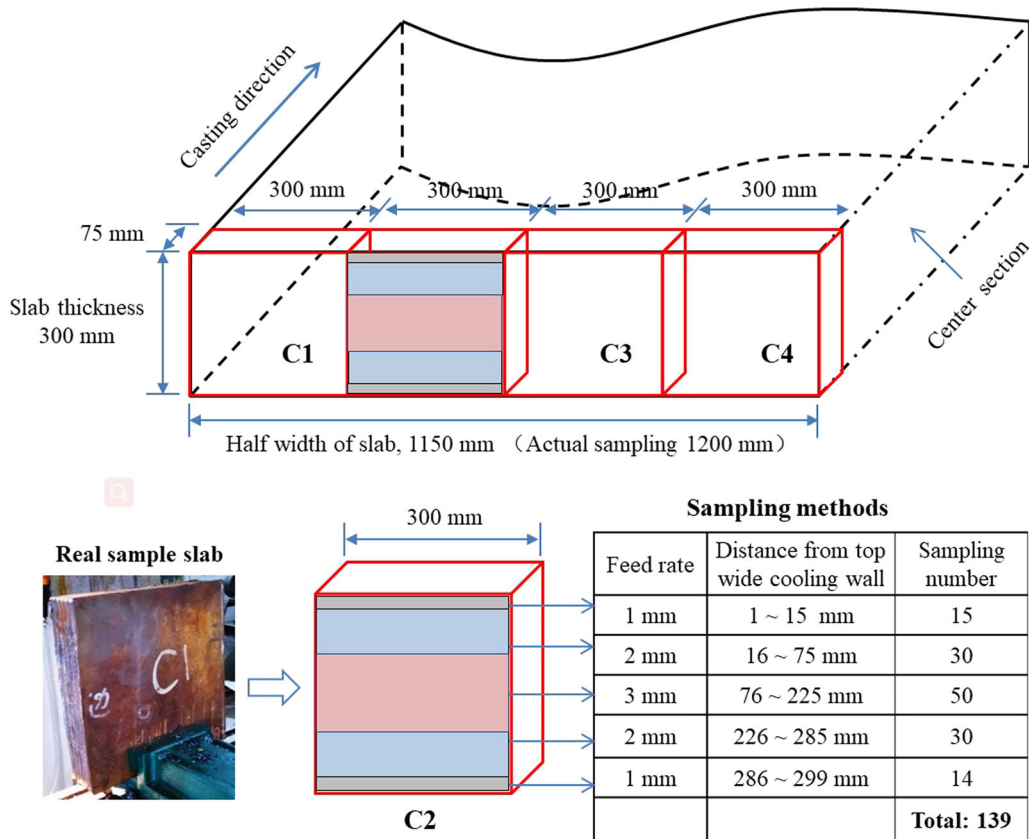 Casting direction
300 mm
300 mm
300 mm
300 mm
75 mm
Slab thickness
300 mm
C1
C3
C4
Center section
Half width of slab, 1150 mm （Actual sampling 1200 mm）
Real sample slab
C1
300 mm
C2
Sampling methods
Feed rate Distance from top wide cooling wall Sampling number
1 mm 1 ~ 15 mm 15
2 mm 16 ~ 75 mm 30
3 mm 76 ~ 225 mm 50
2 mm 226 ~ 285 mm 30
1 mm 286 ~ 299 mm 14
Total: 139